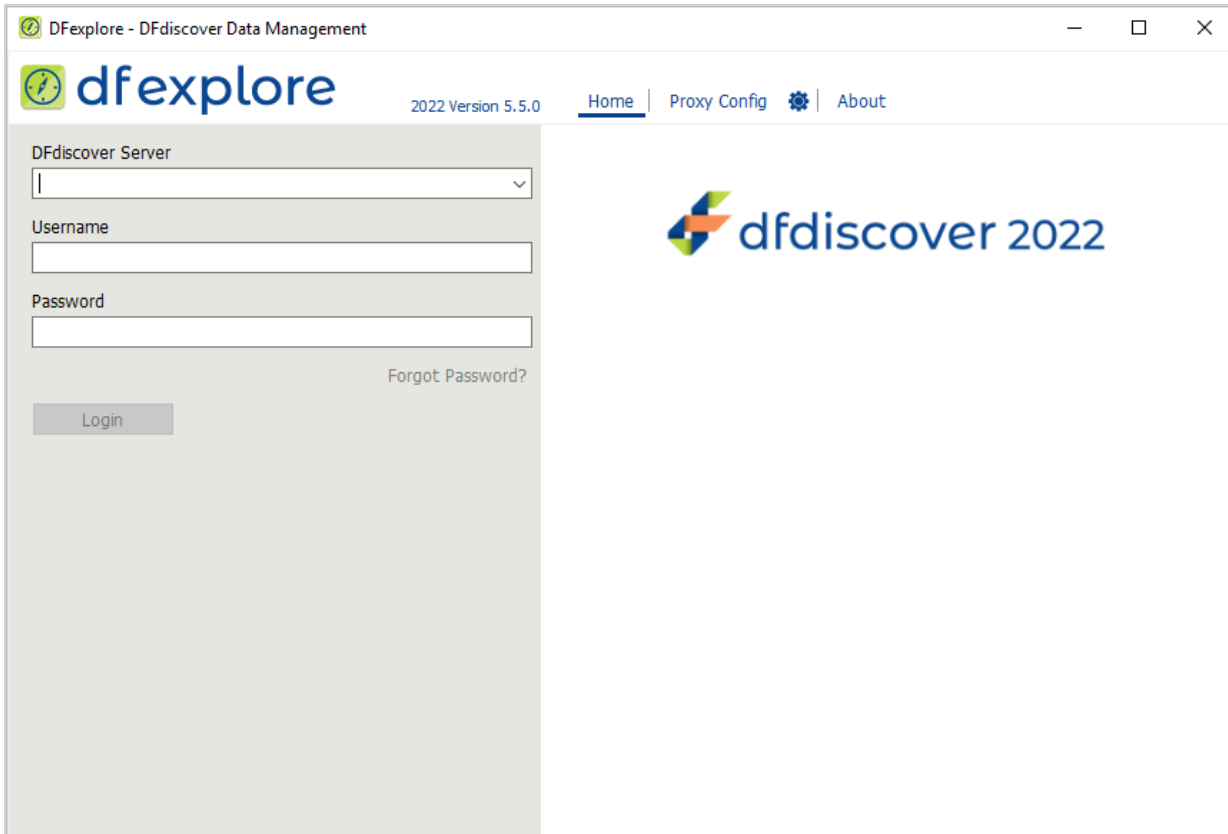 DFexplore - DFdiscover Data Management
dfexplore
2022 Version 5.5.0
Home
Proxy Config
About
DFdiscover Server
Username
Password
Forgot Password?
Login
dfdiscover 2022